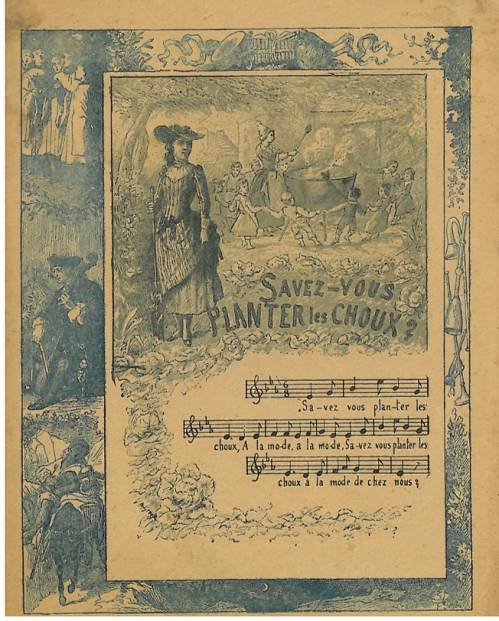 SAVEZ-VOUS
PLANTER les CHOUX?
Sa-vez vous plan-ter les
choux, A la mo-de, à la mo-de, Sa-vez vous planter les
choux à la mode de chez nous?